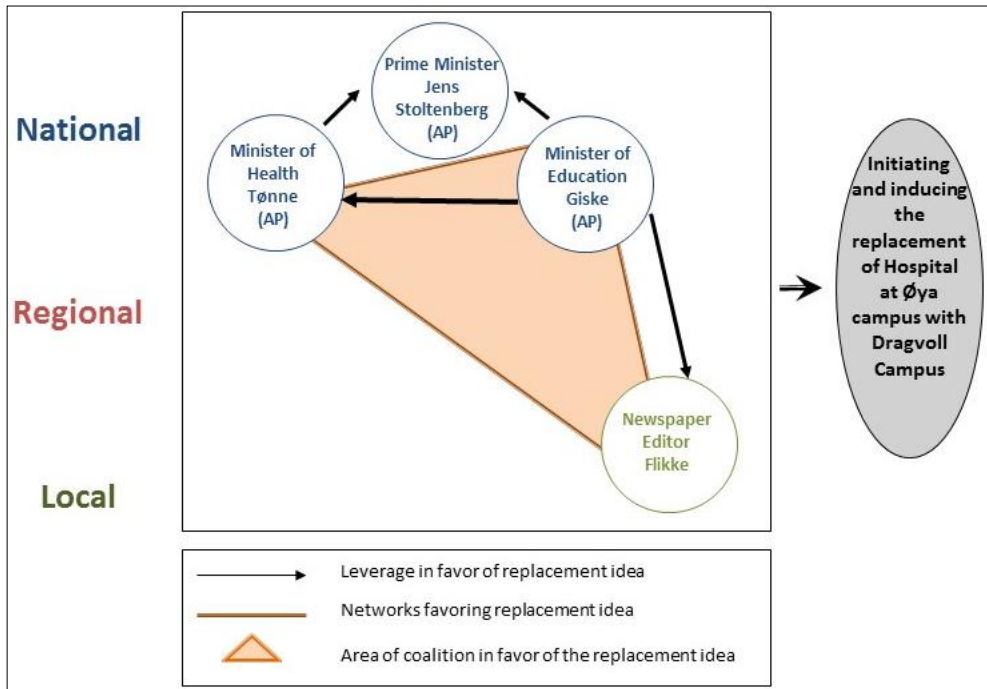 National
Regional
Local
Prime Minister
Jens
Stoltenberg
(AP)
Minister of
Health
Tønne
(AP)
Minister of
Education
Giske
(AP)
Newspaper
Editor
Flikke
Initiating
and inducing
the
replacement
of Hospital
at Øya
campus with
Dragvoll
Campus
Leverage in favor of replacement idea
Networks favoring replacement idea
Area of coalition in favor of the replacement idea